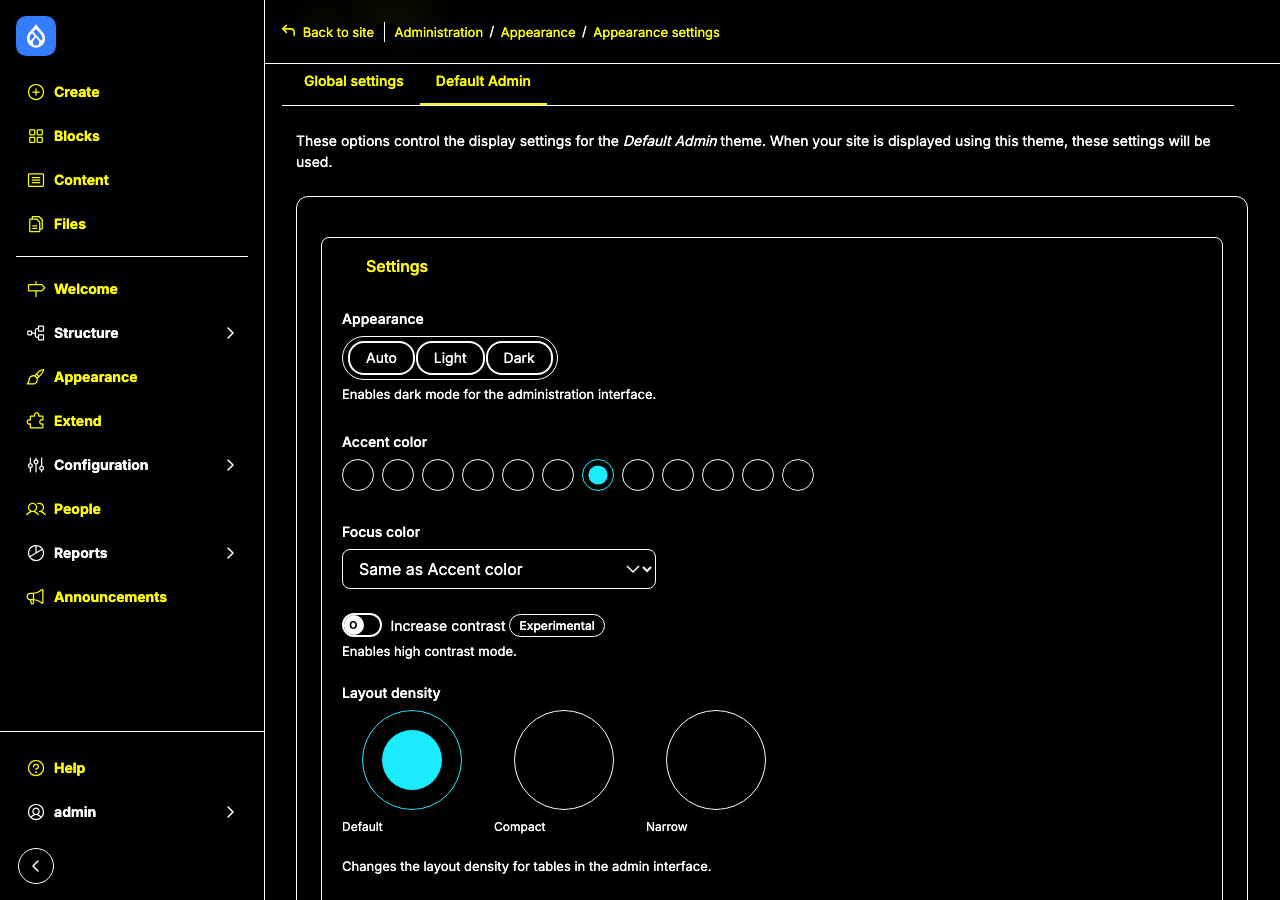 Back to site
Administration / Appearance / Appearance settings
Create
Blocks
Content
Files
Welcome
Structure
Appearance
Extend
Configuration
People
Reports
Announcements
Help
admin
Global settings
Default Admin
These options control the display settings for the Default Admin theme. When your site is displayed using this theme, these settings will be
used.
Settings
Appearance
Auto
Light
Dark
Enables dark mode for the administration interface.
Accent color
Focus color
Same as Accent color
Increase contrast Experimental
Enables high contrast mode.
Layout density
Default
Compact
Narrow
Changes the layout density for tables in the admin interface.